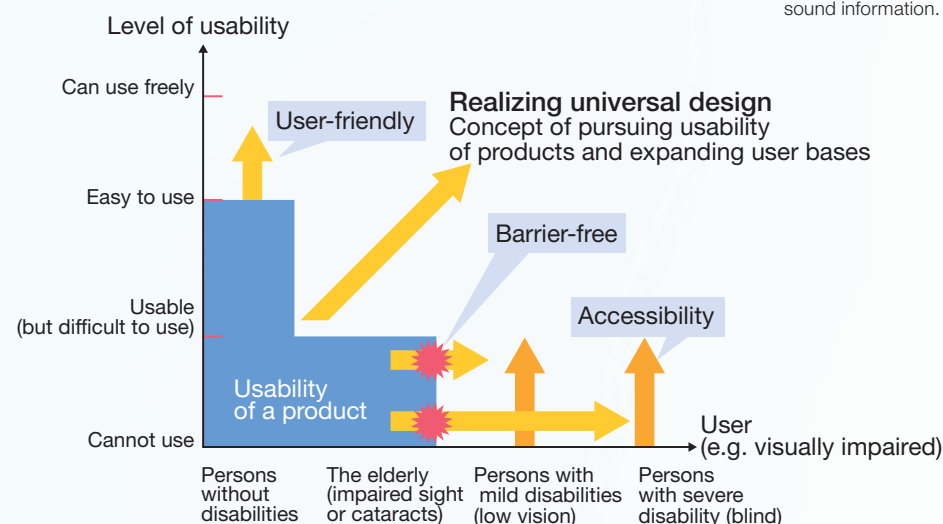 sound information.
Level of usability
Can use freely
User-friendly
Realizing universal design
Concept of pursuing usability
of products and expanding user bases
Easy to use
Barrier-free
Usable
(but difficult to use)
Accessibility
Usability
of a product
Cannot use
User
(e.g. visually impaired)
Persons
without
disabilities
The elderly
(impaired sight
or cataracts)
Persons with
mild disabilities
(low vision)
Persons
with severe
disability (blind)